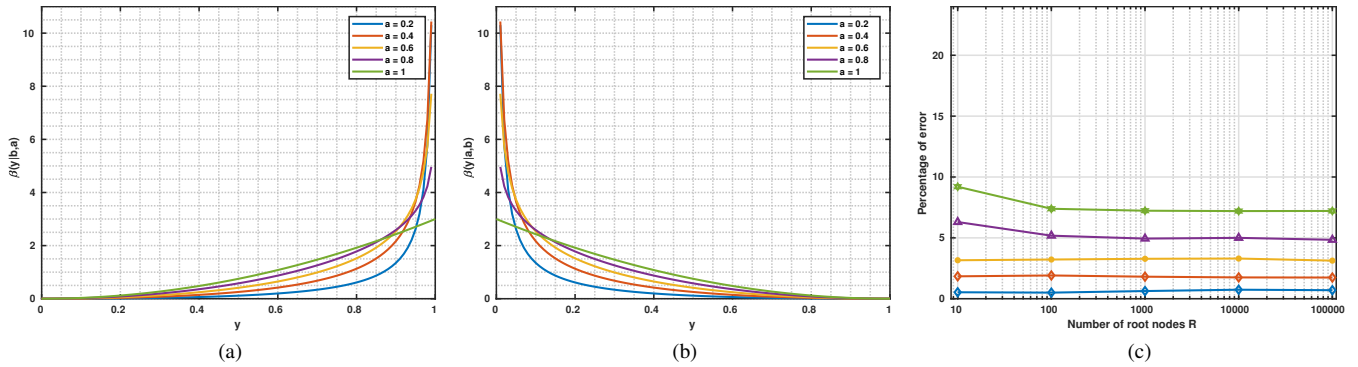 10
8
6
4
2
0
β(y|b,a)
0
0.2
0.4
0.6
0.8
1
y
a = 0.2
a = 0.4
a = 0.6
a = 0.8
a = 1
(a)
10
8
6
4
2
0
β(y|a,b)
0
0.2
0.4
0.6
0.8
1
y
a = 0.2
a = 0.4
a = 0.6
a = 0.8
a = 1
(b)
20
15
10
5
0
Percentage of error
10
100
1000
10000
100000
Number of root nodes R
(c)